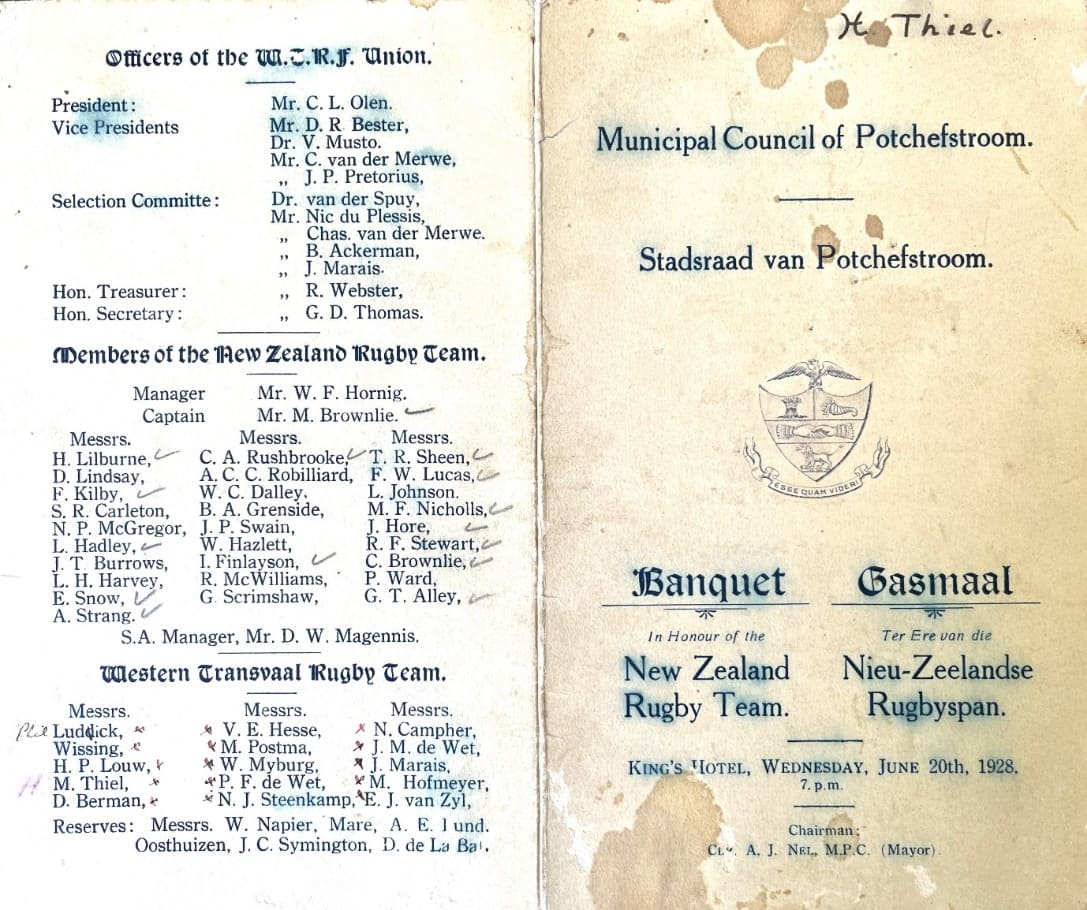 Officers of the W.T.R.F. Union.
President: Mr. C. L. Olen.
Vice Presidents Mr. D. R Bester,
Dr. V. Musto.
Mr. C. van der Merwe,
„ J. P. Pretorius,
Selection Committe: Dr. van der Spuy,
Mr. Nic du Plessis,
„ Chas. van der Merwe.
„ B. Ackerman,
„ J. Marais.
Hon. Treasurer: „ R. Webster,
Hon. Secretary: „ G. D. Thomas.
Members of the New Zealand Rugby Team.
Manager Mr. W. F. Hornig.
Captain Mr. M. Brownlie.
Messrs. Messrs. Messrs.
H. Lilburne, C. A. Rushbrooke, T. R. Sheen,
D. Lindsay, A. C. C. Robilliard, F. W. Lucas,
F. Kilby, W. C. Dalley, L. Johnson.
S. R. Carleton, B. A. Grenside, M. F. Nicholls,
N. P. McGregor, J. P. Swain, J. Hore,
L. Hadley, W. Hazlett, R. F. Stewart,
J. T. Burrows, I. Finlayson, C. Brownlie,
L. H. Harvey, R. McWilliams, P. Ward,
E. Snow, G. Scrimshaw, G. T. Alley,
A. Strang.
S.A. Manager, Mr. D. W. Magennis.
Western Transvaal Rugby Team.
Messrs. Messrs. Messrs.
Phil Luddick, V. E. Hesse, N. Campher,
Wissing, M. Postma, J. M. de Wet,
H. P. Louw, W. Myburg, J. Marais,
H M. Thiel, P. F. de Wet, M. Hofmeyer,
D. Berman, N. J. Steenkamp, E. J. van Zyl,
Reserves: Messrs. W. Napier, Mare, A. E. und.
Oosthuizen, J. C. Symington, D. de La
H. Thiel.
Municipal Council of Potchefstroom.
Stadsraad van Potchefstroom.
ESSE QUAM VIDERI
Banquet
In Honour of the
New Zealand
Rugby Team.
Gasmaal
Ter Ere van die
Nieu-Zeelandse
Rugbyspan.
KING'S HOTEL, WEDNESDAY, JUNE 20th, 1928.
7. p.m.
Chairman:
A. J. NEL, M.P.C. (Mayor).